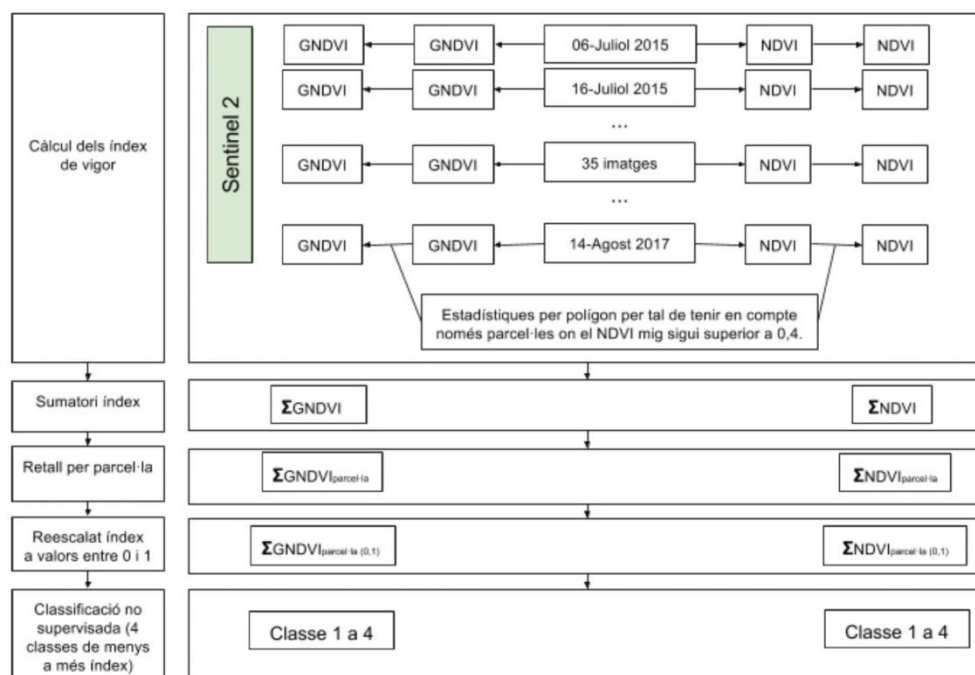 Càlcul dels índex
de vigor
Sentinel 2
GNDVI GNDVI 06-Juliol 2015 NDVI NDVI
GNDVI GNDVI 16-Juliol 2015 NDVI NDVI
...
GNDVI GNDVI 35 imatges NDVI NDVI
...
GNDVI GNDVI 14-Agost 2017 NDVI NDVI
Estadístiques per polígon per tal de tenir en compte
només parcel·les on el NDVI mig sigui superior a 0,4.
Sumatori índex
ΣGNDVI ΣNDVI
Retall per parcel·la
ΣGNDVIparcel·la ΣNDVIparcel·la
Reescalat índex
a valors entre 0 i 1
ΣGNDVIparcel·la (0,1) ΣNDVIparcel·la (0,1)
Classificació no
supervisada (4
classes de menys
a més índex)
Classe 1 a 4 Classe 1 a 4